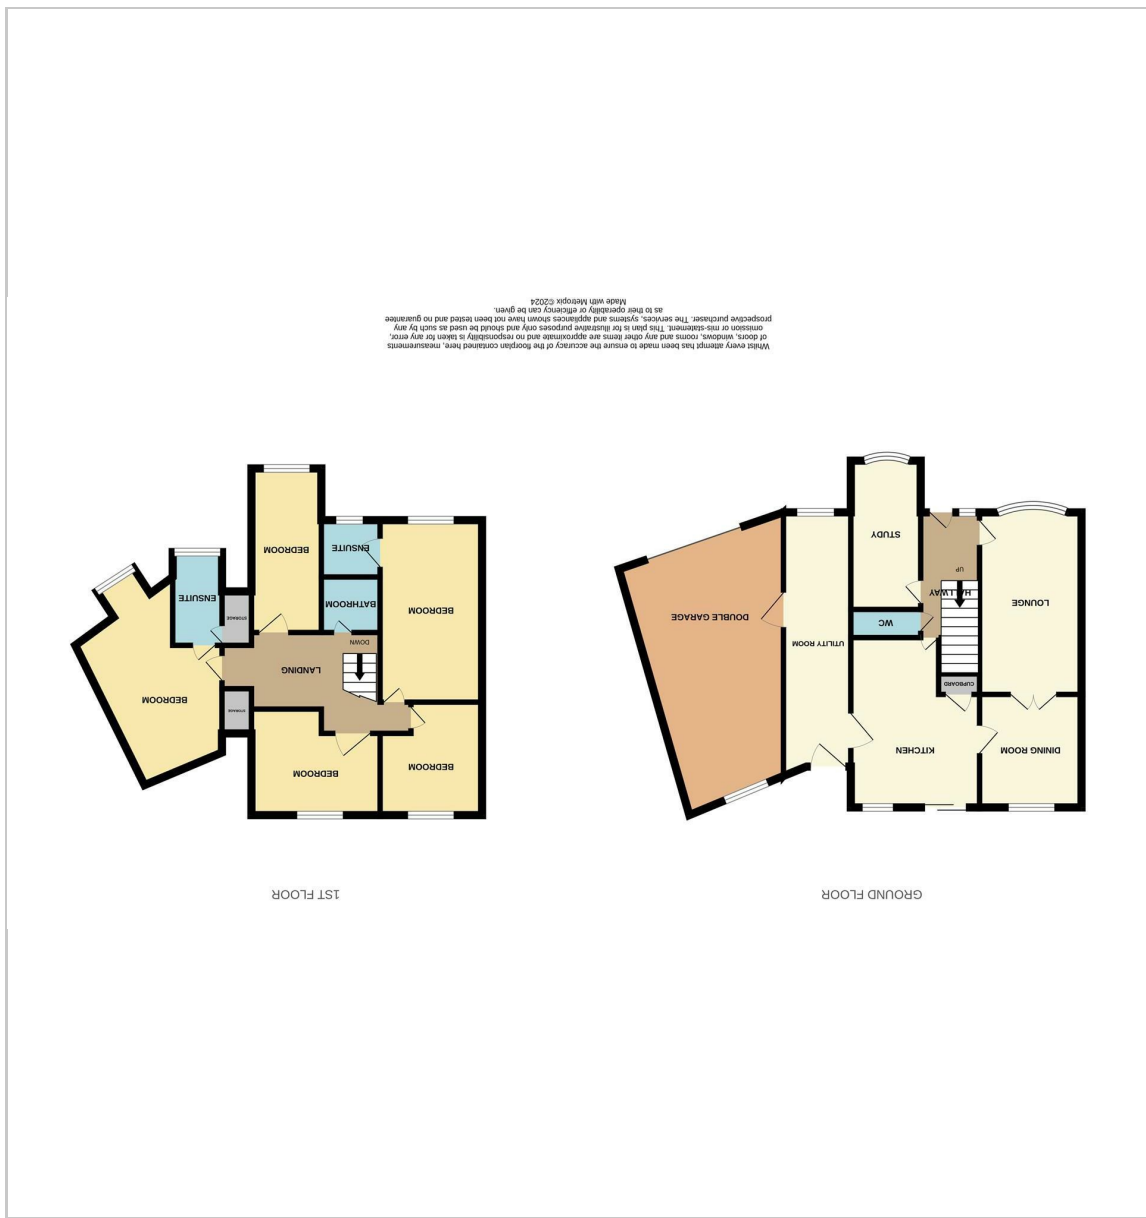 GROUND FLOOR
1ST FLOOR
DINING ROOM
KITCHEN
CUPBOARD
UTILITY ROOM
LOUNGE
WC
HALLWAY
UP
DOUBLE GARAGE
STUDY
BEDROOM
BEDROOM
STORAGE
BEDROOM
LANDING
DOWN
BEDROOM
BATHROOM
STORAGE
ENSUITE
ENSUITE
BEDROOM
Whilst every attempt has been made to ensure the accuracy of the floorplan contained here, measurements
of doors, windows, rooms and any other items are approximate and no responsibility is taken for any error,
omission or mis-statement. This plan is for illustrative purposes only and should be used as such by any
prospective purchaser. The services, systems and appliances shown have not been tested and no guarantee
as to their operability or efficiency can be given.
Made with Metropix ©2024